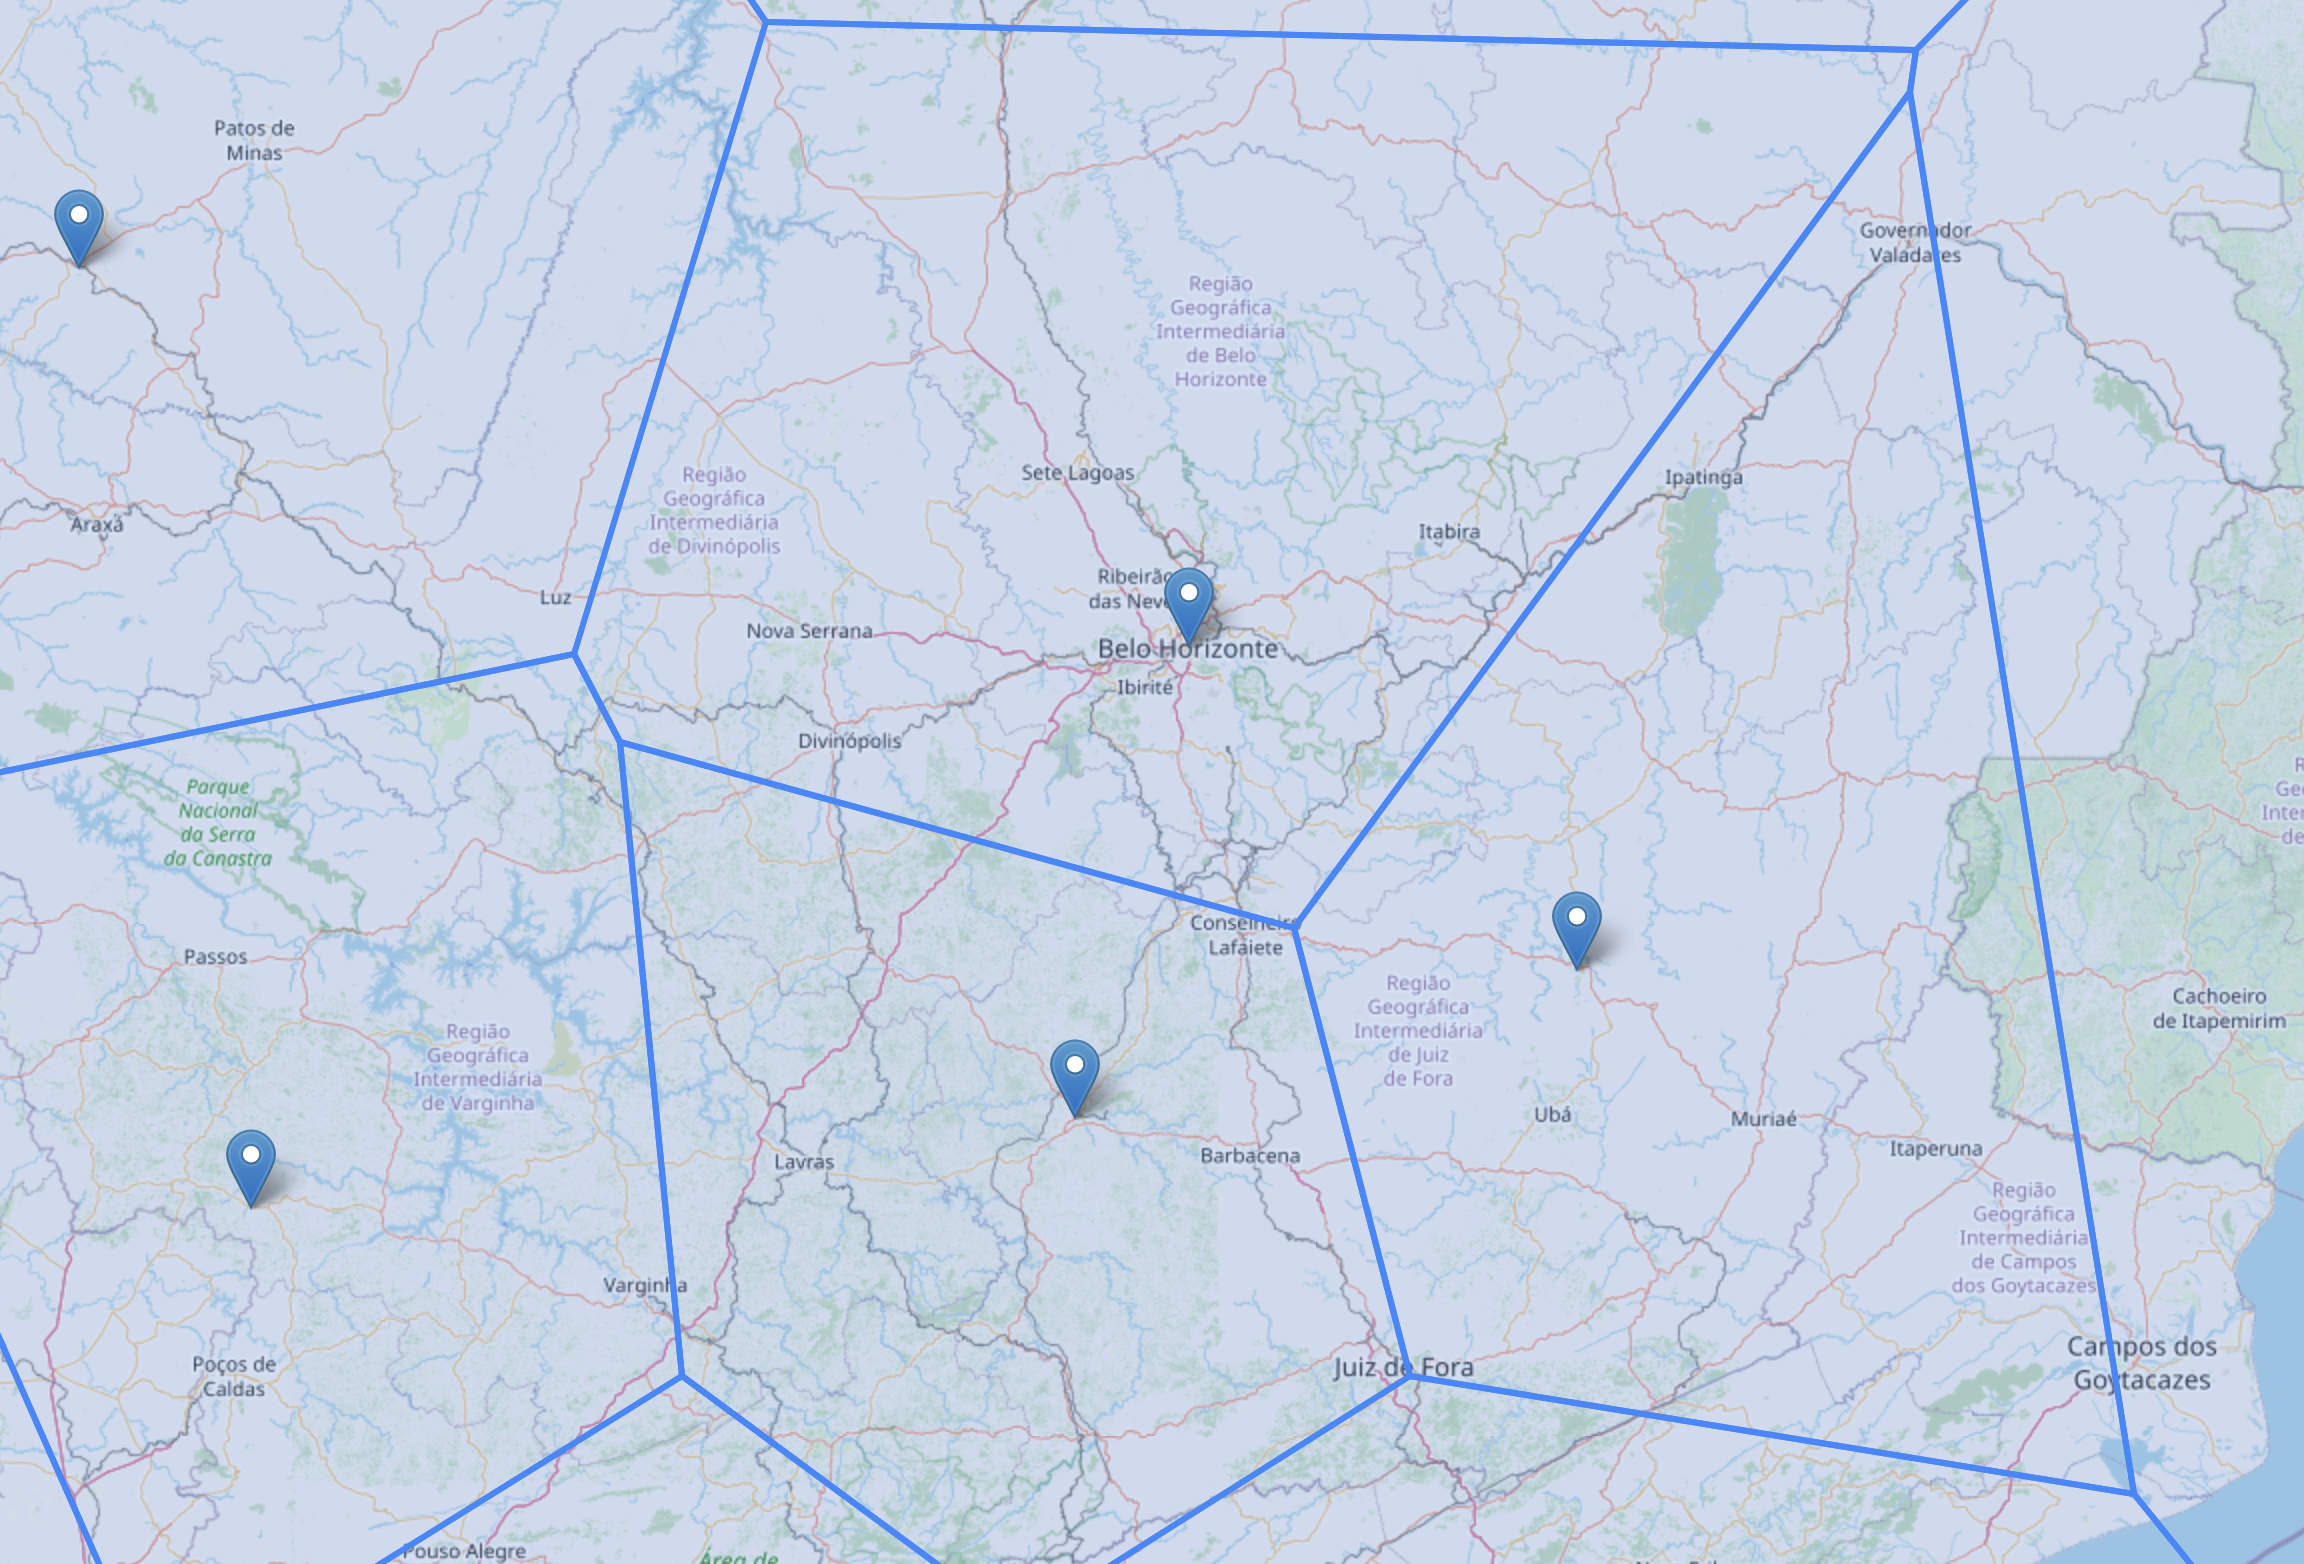 Patos de
Minas
Governador
Valadares
Região
Geográfica
Intermediária
de Belo
Horizonte
Sete Lagoas
Região
Geográfica
Intermediária
de Divinópolis
Ipatinga
Araxá
Itabira
Luz
Ribeirão
das Neve
Nova Serrana
Belo Horizonte
Ibirité
Divinópolis
Parque
Nacional
da Serra
da Canastra
R
Ge
Inter
de
Conselheiro
Lafaiete
Passos
Região
Geográfica
Intermediária
de Juiz
de Fora
Cachoeiro
de Itapemirim
Região
Geográfica
Intermediária
de Varginha
Ubá
Muriaé
Itaperuna
Lavras
Barbacena
Região
Geográfica
Intermediária
de Campos
dos Goytacazes
Varginha
Poços de
Caldas
Juiz de Fora
Campos dos
Goytacazes
Pouso Alegre
Área de